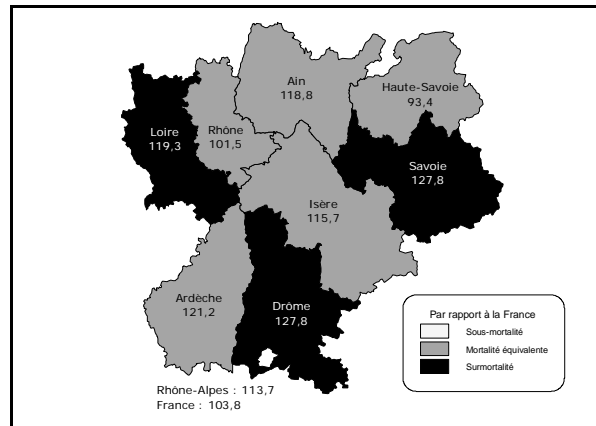 Ain
118,8
Haute-Savoie
93,4
Loire
119,3
Rhône
101,5
Savoie
127,8
Isère
115,7
Ardèche
121,2
Drôme
127,8
Par rapport à la France
Sous-mortalité
Mortalité équivalente
Surmortalité
Rhône-Alpes : 113,7
France : 103,8